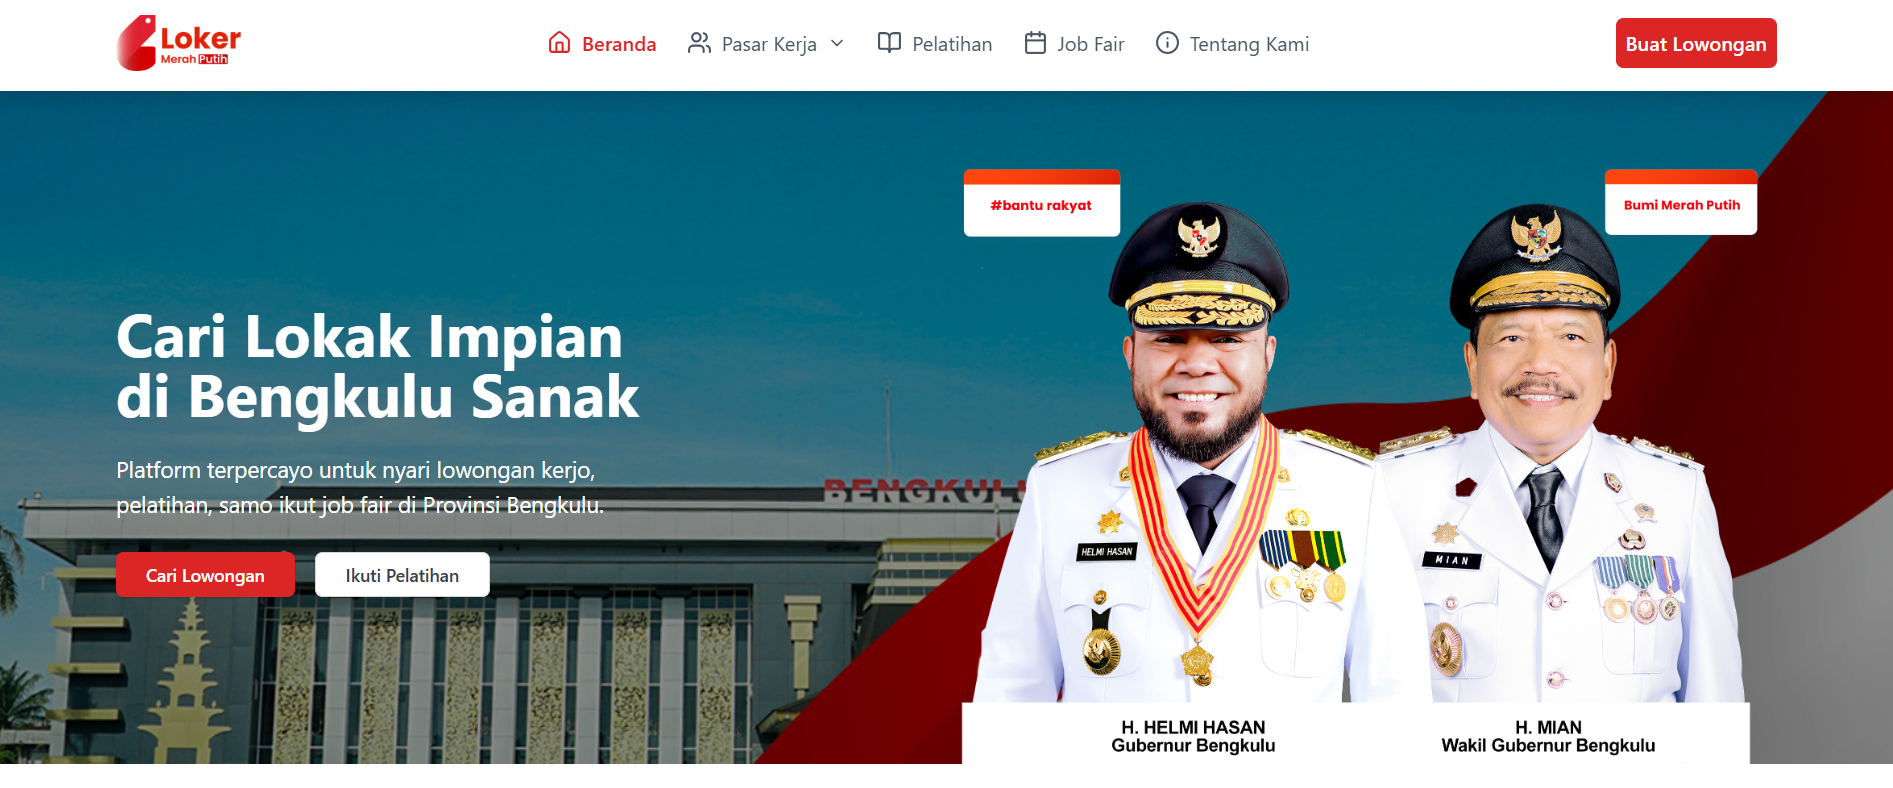 Loker
Merah Putih
Beranda
Pasar Kerja
Pelatihan
Job Fair
Tentang Kami
Buat Lowongan
#bantu rakyat
Bumi Merah Putih
Cari Lokak Impian
di Bengkulu Sanak
Platform terpercayo untuk nyari lowongan kerjo,
pelatihan, samo ikut job fair di Provinsi Bengkulu.
Cari Lowongan
Ikuti Pelatihan
BENGKULU
HELMI HASAN
MIAN
H. HELMI HASAN
Gubernur Bengkulu
H. MIAN
Wakil Gubernur Bengkulu